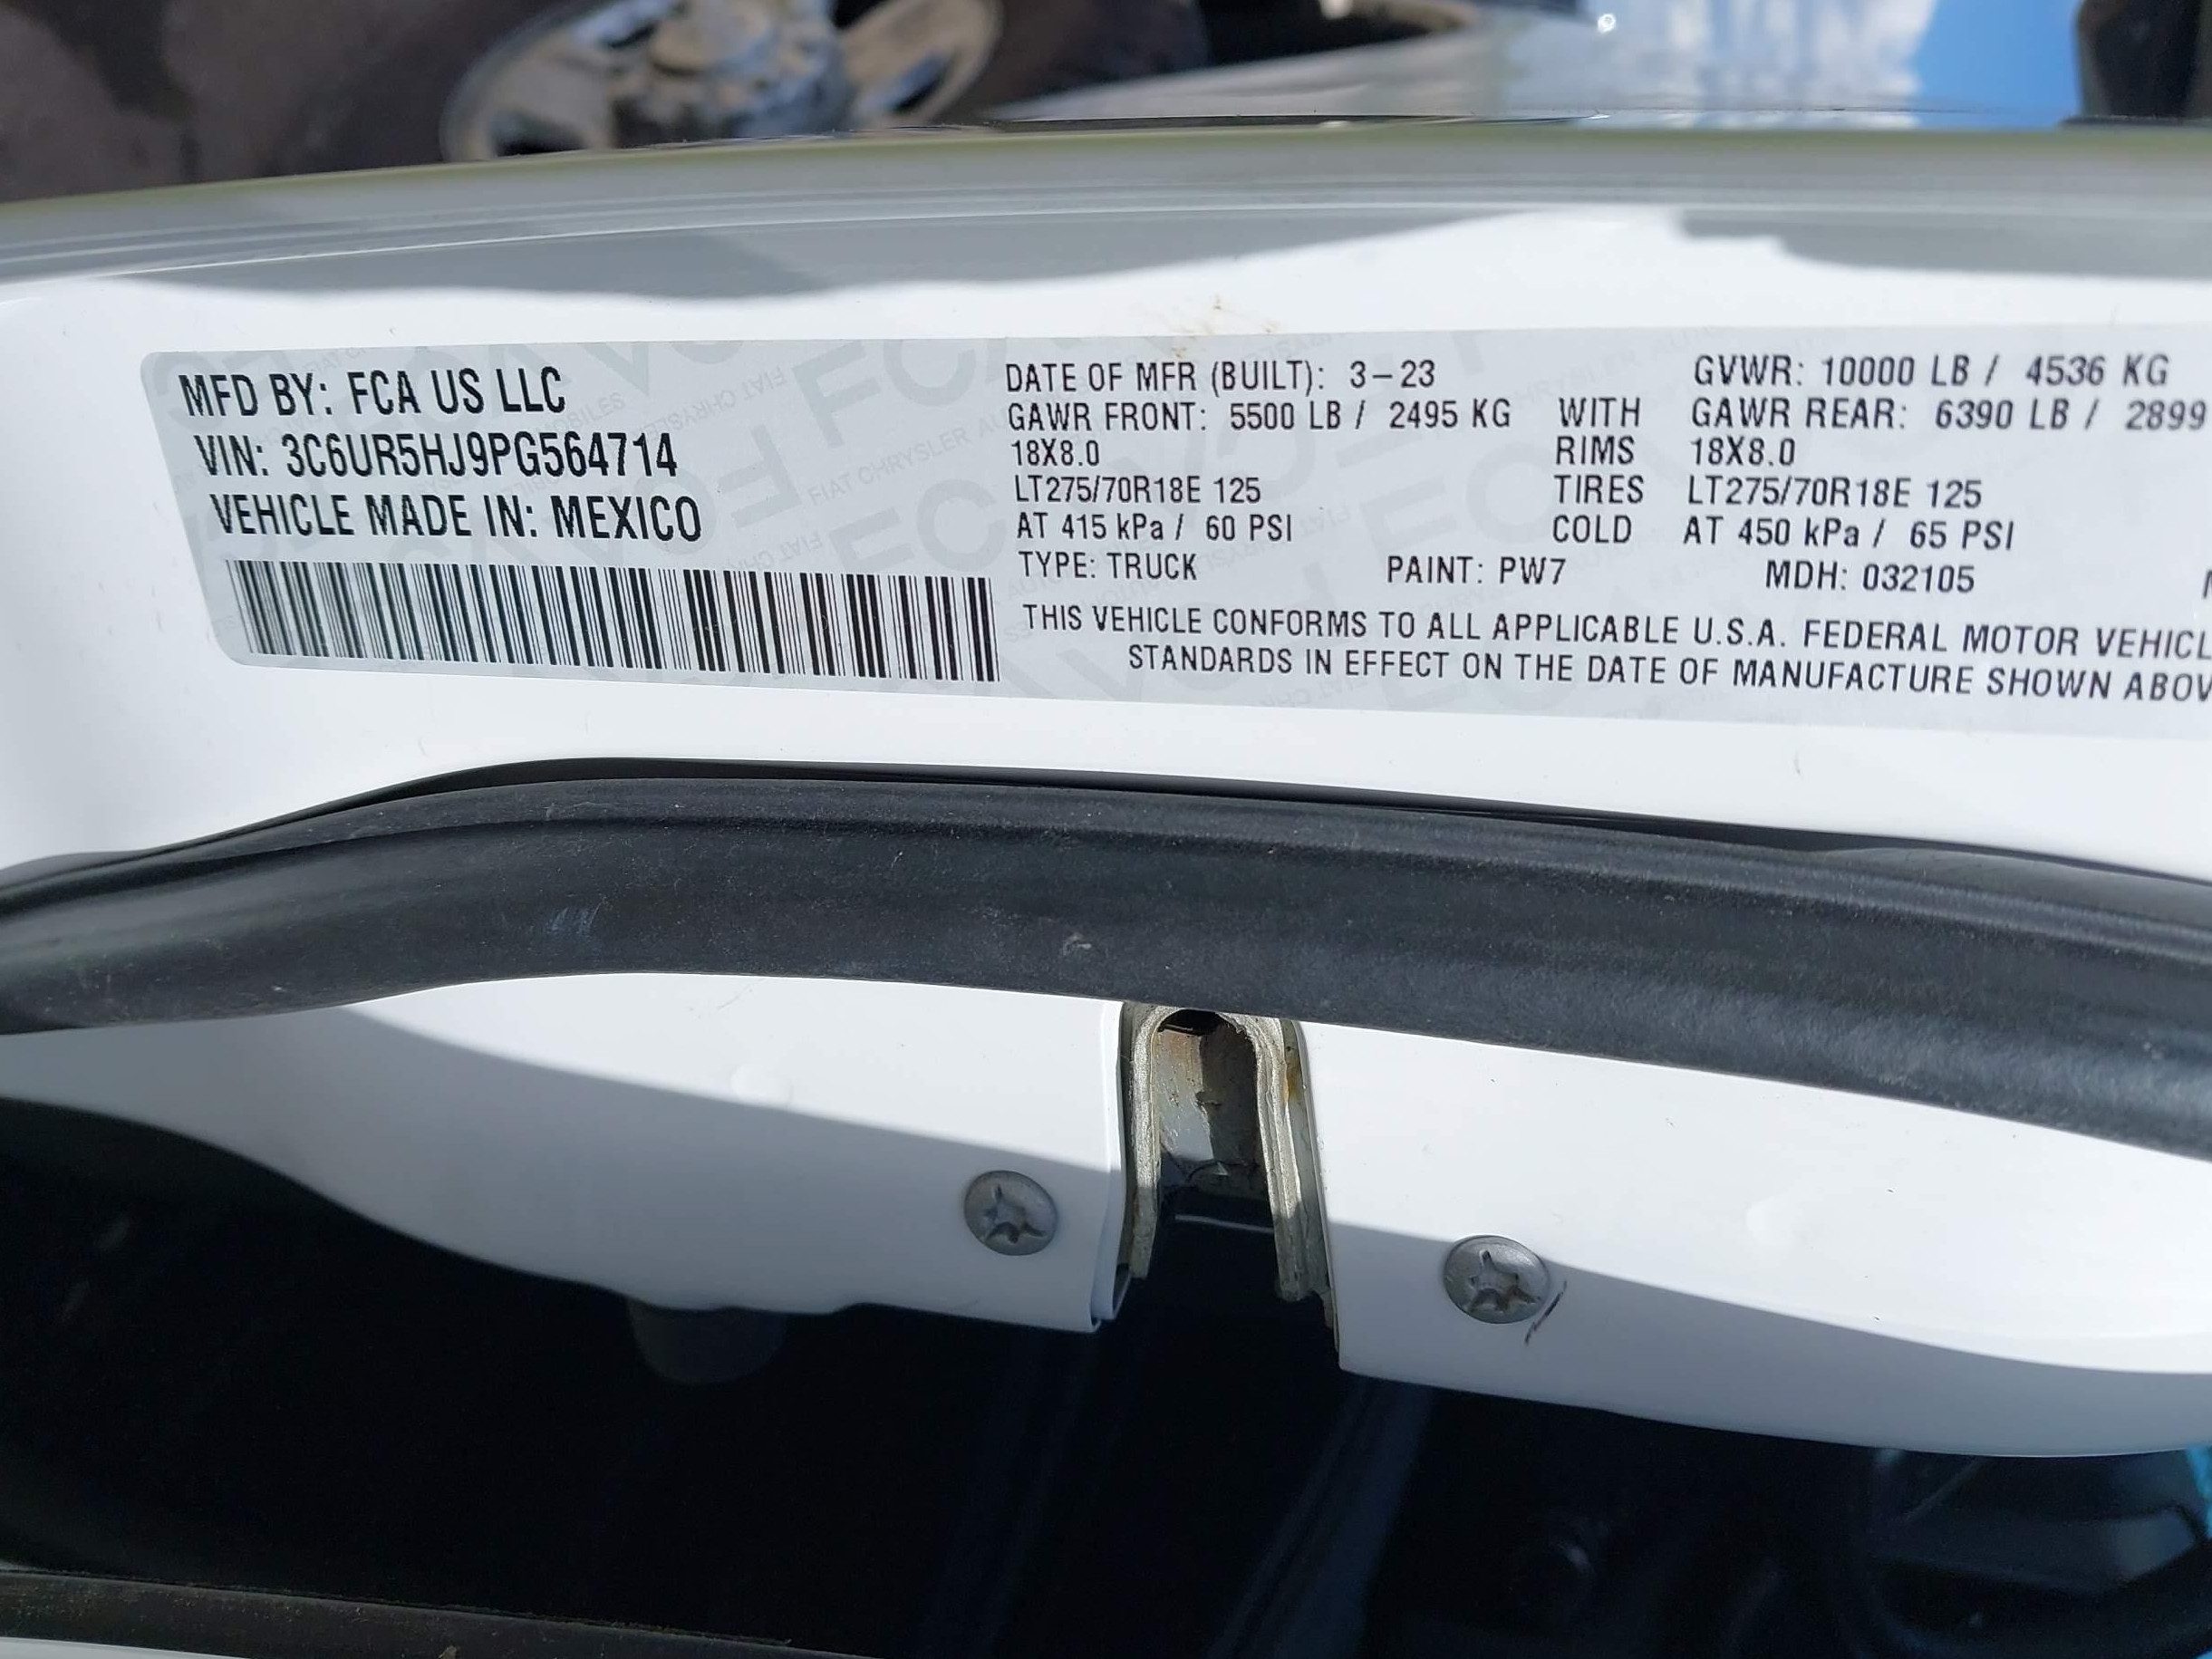 MFD BY: FCA US LLC
VIN: 3C6UR5HJ9PG564714
VEHICLE MADE IN: MEXICO
DATE OF MFR (BUILT): 3-23 GVWR: 10000 LB / 4536 KG
GAWR FRONT: 5500 LB / 2495 KG WITH GAWR REAR: 6390 LB / 2899
18X8.0 RIMS 18X8.0
LT275/70R18E 125 TIRES LT275/70R18E 125
AT 415 kPa / 60 PSI COLD AT 450 kPa / 65 PSI
TYPE: TRUCK PAINT: PW7 MDH: 032105
THIS VEHICLE CONFORMS TO ALL APPLICABLE U.S.A. FEDERAL MOTOR VEHICL
STANDARDS IN EFFECT ON THE DATE OF MANUFACTURE SHOWN ABOV